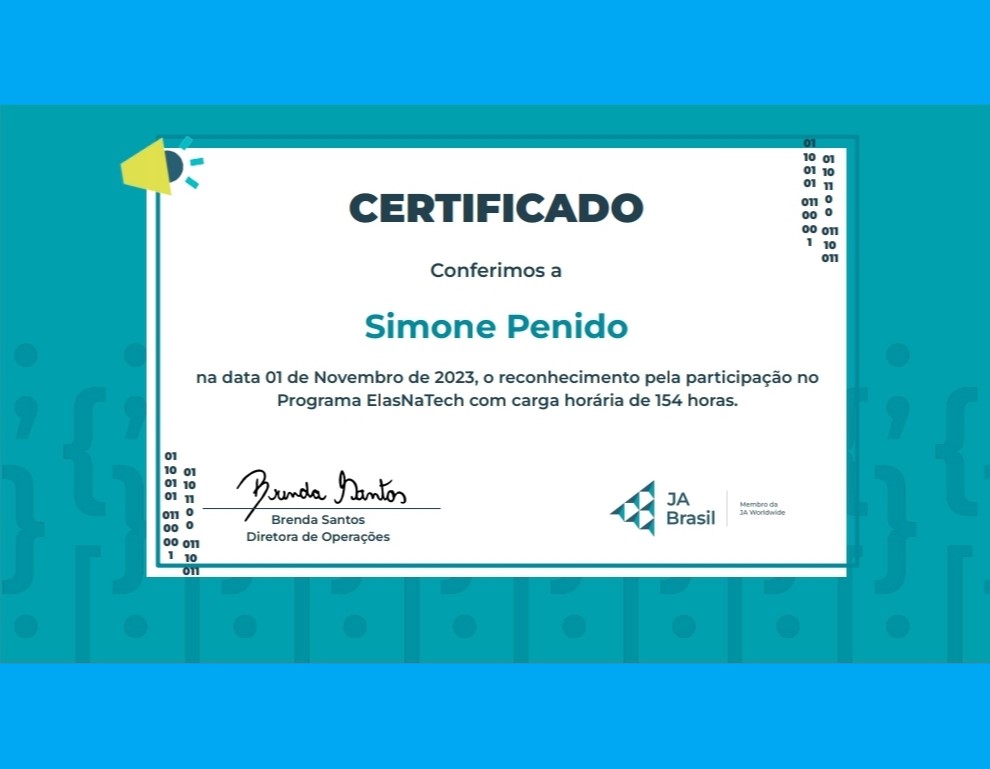 01
10 01
01 10
01 11
0
011 0
00
00 011
1 10
011
CERTIFICADO
Conferimos a
Simone Penido
na data 01 de Novembro de 2023, o reconhecimento pela participação no
Programa ElasNaTech com carga horária de 154 horas.
01
10 01
01 10
01 11
0
011 0
00
00 011
1 10
011
Brenda Santos
Brenda Santos
Diretora de Operações
JA
Brasil
Membro da
JA Worldwide